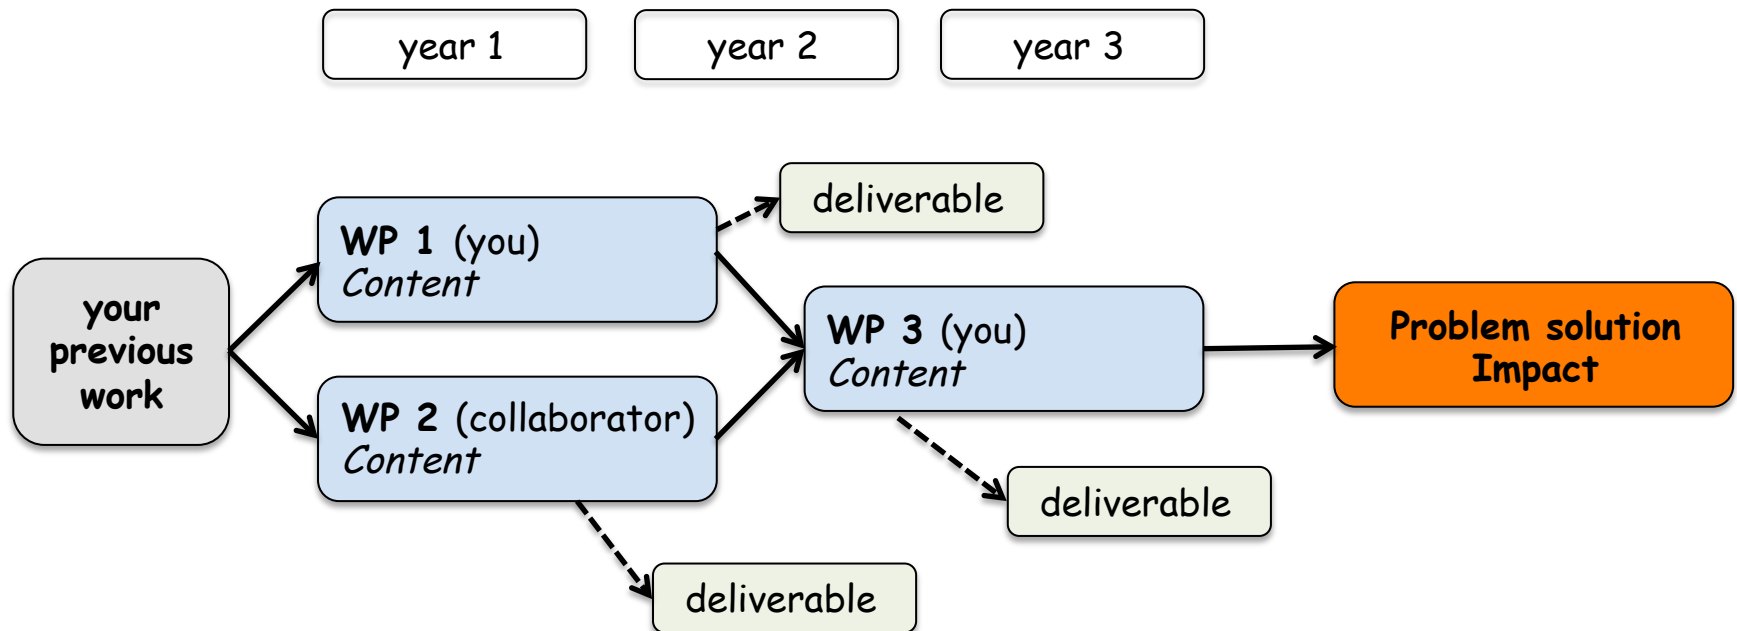 year 1
year 2
year 3
deliverable
WP 1 (you)
Content
your
previous
work
WP 3 (you)
Content
Problem solution
Impact
WP 2 (collaborator)
Content
deliverable
deliverable